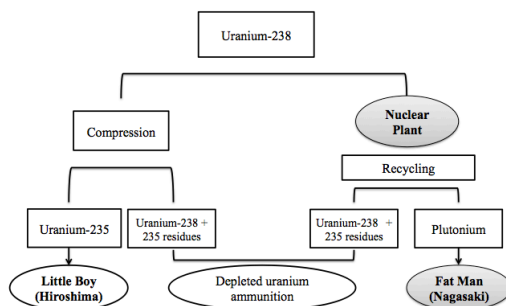 Uranium-238
Compression
Nuclear
Plant
Recycling
Uranium-235
Uranium-238 +
235 residues
Uranium-238 +
235 residues
Plutonium
Little Boy
(Hiroshima)
Depleted uranium
ammunition
Fat Man
(Nagasaki)